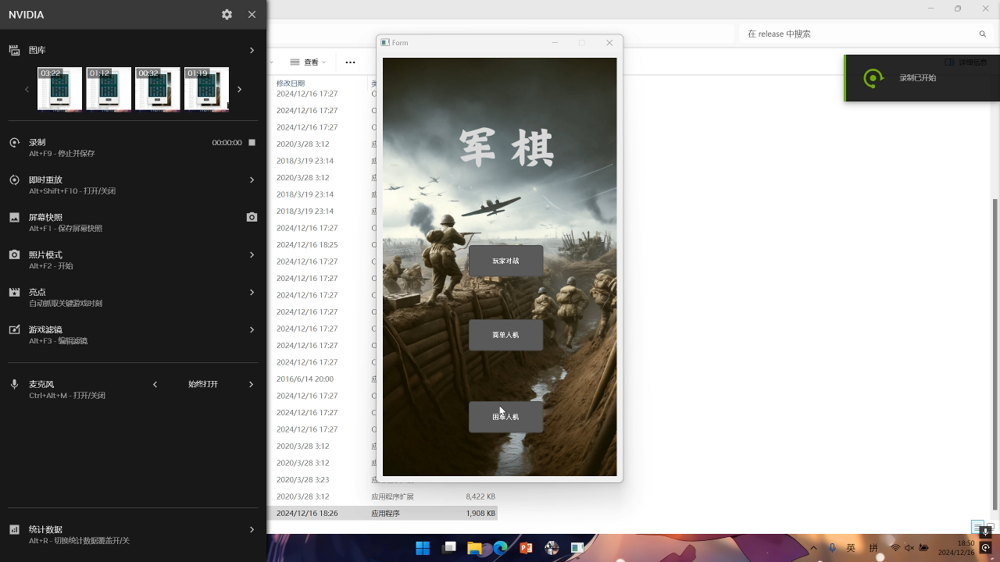 NVIDIA
图库
03:22
01:12
00:32
01:19
录制
00:00:00
Alt+F9 - 停止并保存
即时重放
Alt+Shift+F10 - 打开/关闭
屏幕快照
Alt+F1 - 保存屏幕快照
照片模式
Alt+F2 - 开始
亮点
自动抓取关键游戏时刻
游戏滤镜
Alt+F3 - 编辑滤镜
麦克风
始终打开
Ctrl+Alt+M - 打开/关闭
统计数据
Alt+R - 切换统计数据覆盖开/关
在 release 中搜索
查看
详细信息
录制已开始
修改日期
2024/12/16 17:27
2024/12/16 17:27
2024/12/16 17:27
2020/3/28 3:12
2018/3/19 23:14
2020/3/28 3:12
2018/3/19 23:14
2018/3/19 23:14
2024/12/16 17:27
2024/12/16 18:25
2024/12/16 17:27
2024/12/16 17:27
2024/12/16 17:27
2024/12/16 17:27
2024/12/16 17:27
2024/12/16 17:27
2024/12/16 17:27
2016/6/14 20:00
2024/12/16 17:27
2024/12/16 17:27
2024/12/16 17:27
2020/3/28 3:12
2020/3/28 3:12
2020/3/28 3:23
2020/3/28 3:12 应用程序扩展 8,422 KB
2024/12/16 18:26 应用程序 1,908 KB
Form
军棋
玩家对战
简单人机
困难人机
英
拼
18:50
2024/12/16